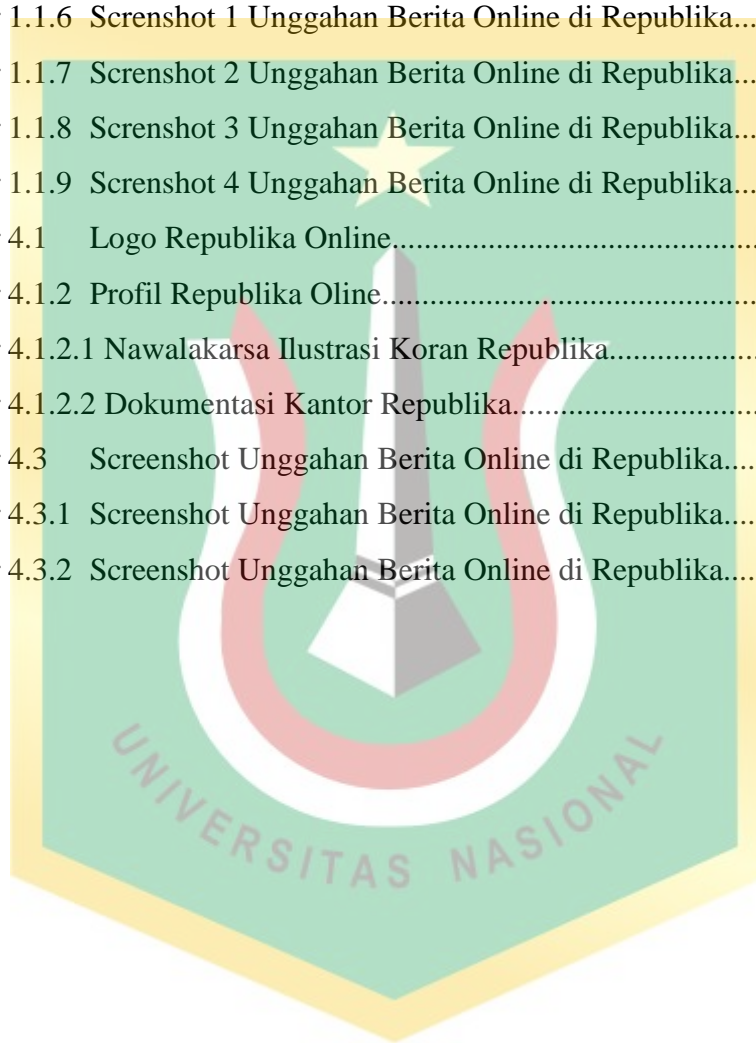 1.1.6 Screnshot 1 Unggahan Berita Online di Republika...
1.1.7 Screnshot 2 Unggahan Berita Online di Republika...
1.1.8 Screnshot 3 Unggahan Berita Online di Republika...
1.1.9 Screnshot 4 Unggahan Berita Online di Republika...
4.1 Logo Republika Online......................................................
4.1.2 Profil Republika Oline......................................................
4.1.2.1 Nawalakarsa Ilustrasi Koran Republika.....................
4.1.2.2 Dokumentasi Kantor Republika...................................
4.3 Screenshot Unggahan Berita Online di Republika.....
4.3.1 Screenshot Unggahan Berita Online di Republika.....
4.3.2 Screenshot Unggahan Berita Online di Republika.....
UNIVERSITAS NASIONAL